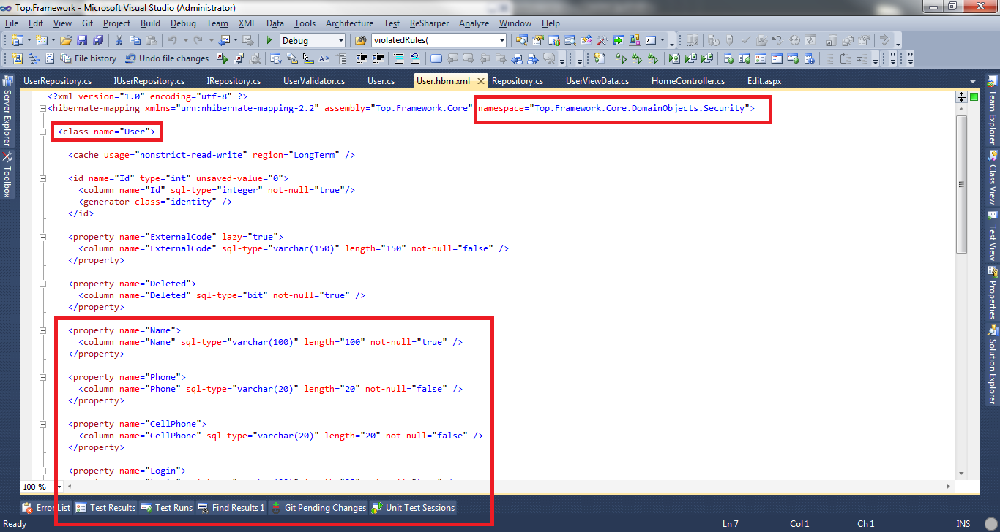 Top.Framework - Microsoft Visual Studio (Administrator)
File Edit View Git Project Build Debug Team XML Data Tools Architecture Test ReSharper Analyze Window Help
Debug violatedRules(
File history Undo file changes
UserRepository.cs IUserRepository.cs IRepository.cs UserValidator.cs User.cs User.hbm.xml Repository.cs UserViewData.cs HomeController.cs Edit.aspx
Server Explorer
Toolbox
<?xml version="1.0" encoding="utf-8" ?>
<hibernate-mapping xmlns="urn:nhibernate-mapping-2.2" assembly="Top.Framework.Core" namespace="Top.Framework.Core.DomainObjects.Security">
<class name="User">
<cache usage="nonstrict-read-write" region="LongTerm" />
<id name="Id" type="int" unsaved-value="0">
<column name="Id" sql-type="integer" not-null="true"/>
<generator class="identity" />
</id>
<property name="ExternalCode" lazy="true">
<column name="ExternalCode" sql-type="varchar(150)" length="150" not-null="false" />
</property>
<property name="Deleted">
<column name="Deleted" sql-type="bit" not-null="true" />
</property>
<property name="Name">
<column name="Name" sql-type="varchar(100)" length="100" not-null="true" />
</property>
<property name="Phone">
<column name="Phone" sql-type="varchar(20)" length="20" not-null="false" />
</property>
<property name="CellPhone">
<column name="CellPhone" sql-type="varchar(20)" length="20" not-null="false" />
</property>
<property name="Login">
Team Explorer
Class View
Test View
Properties
Solution Explorer
100 %
Error List Test Results Test Runs Find Results 1 Git Pending Changes Unit Test Sessions
Ready Ln 7 Col 1 Ch 1 INS